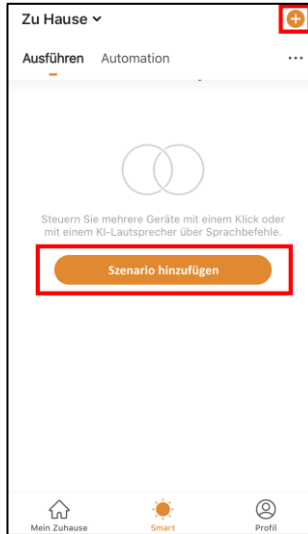 Zu Hause
Ausführen Automation
Steuern Sie mehrere Geräte mit einem Klick oder
mit einem KI-Lautsprecher über Sprachbefehle.
Szenario hinzufügen
Mein Zuhause Smart Profil